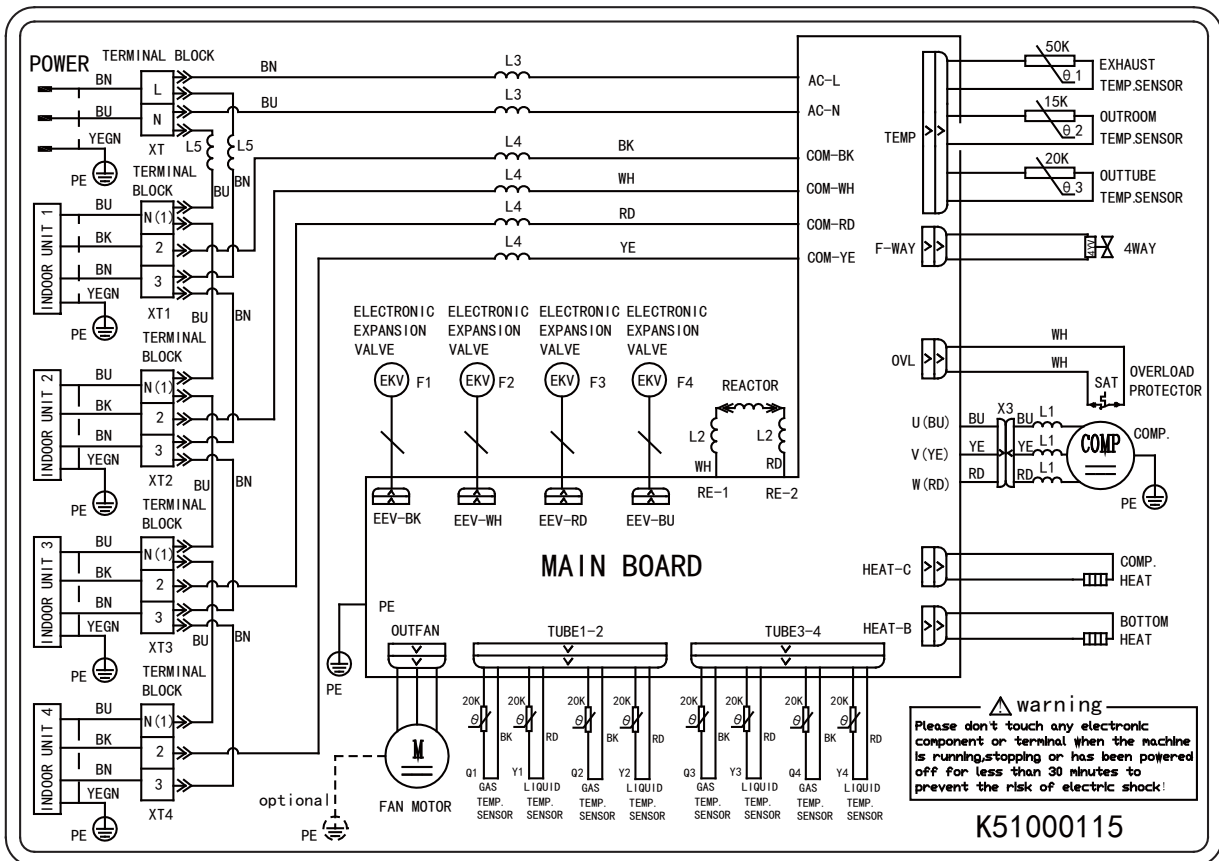 POWER
TERMINAL BLOCK
BN
BU
YEGN
PE
L
N
XT
L5
L5
BN
BU
L3
L3
AC-L
AC-N
TERMINAL
BLOCK
BU
BN
L4
BK
COM-BK
L4
WH
COM-WH
L4
RD
COM-RD
L4
YE
COM-YE
INDOOR UNIT 1
BU
BK
BN
YEGN
PE
N(1)
2
3
XT1
BU
BN
TERMINAL
BLOCK
INDOOR UNIT 2
BU
BK
BN
YEGN
PE
N(1)
2
3
XT2
BU
BN
TERMINAL
BLOCK
INDOOR UNIT 3
BU
BK
BN
YEGN
PE
N(1)
2
3
XT3
BU
BN
TERMINAL
BLOCK
INDOOR UNIT 4
BU
BK
BN
YEGN
PE
N(1)
2
3
XT4
ELECTRONIC
EXPANSION
VALVE
EKV
F1
EEV-BK
ELECTRONIC
EXPANSION
VALVE
EKV
F2
EEV-WH
ELECTRONIC
EXPANSION
VALVE
EKV
F3
EEV-RD
ELECTRONIC
EXPANSION
VALVE
EKV
F4
EEV-BU
REACTOR
L2
L2
WH
RD
RE-1
RE-2
MAIN BOARD
PE
PE
TEMP
50K
θ1
EXHAUST
TEMP.SENSOR
15K
θ2
OUTROOM
TEMP.SENSOR
20K
θ3
OUTTUBE
TEMP.SENSOR
F-WAY
4YV
4WAY
OVL
WH
WH
SAT
OVERLOAD
PROTECTOR
U(BU)
BU
X3
BU
L1
V(YE)
YE
YE
L1
W(RD)
RD
RD
L1
COMP
COMP.
PE
HEAT-C
COMP.
HEAT
HEAT-B
BOTTOM
HEAT
OUTFAN
M
FAN MOTOR
optional
PE
TUBE1-2
20K
θ
BK
Q1
GAS
TEMP.
SENSOR
20K
θ
RD
Y1
LIQUID
TEMP.
SENSOR
20K
θ
BK
Q2
GAS
TEMP.
SENSOR
20K
θ
RD
Y2
LIQUID
TEMP.
SENSOR
TUBE3-4
20K
θ
BK
Q3
GAS
TEMP.
SENSOR
20K
θ
RD
Y3
LIQUID
TEMP.
SENSOR
20K
θ
BK
Q4
GAS
TEMP.
SENSOR
20K
θ
RD
Y4
LIQUID
TEMP.
SENSOR
warning
Please don't touch any electronic
component or terminal when the machine
is running,stopping or has been powered
off for less than 30 minutes to
prevent the risk of electric shock!
K51000115